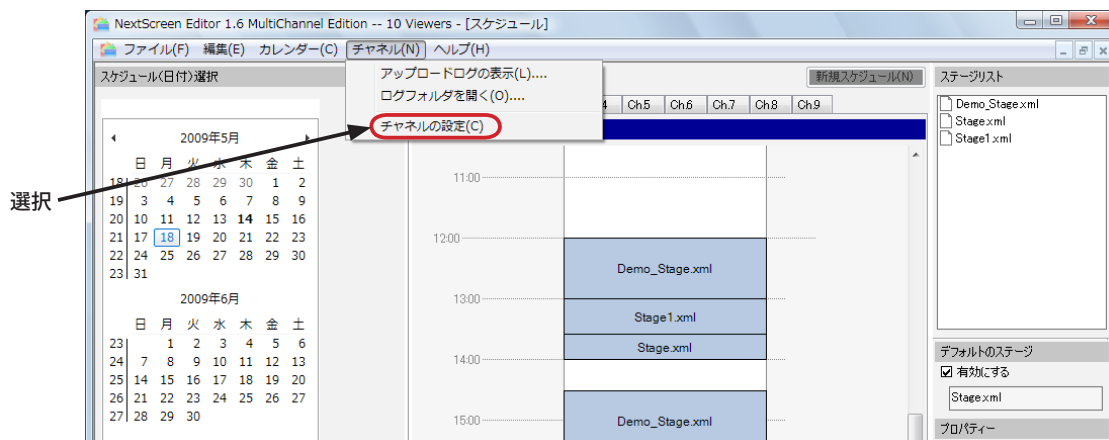 NextScreen Editor 1.6 MultiChannel Edition -- 10 Viewers - [スケジュール]
ファイル(F) 編集(E) カレンダー(C) チャネル(N) ヘルプ(H)
スケジュール(日付)選択
アップロードログの表示(L)....
ログフォルダを開く(O)....
チャネルの設定(C)
新規スケジュール(N)
4 Ch.5 Ch.6 Ch.7 Ch.8 Ch.9
ステージリスト
Demo_Stage.xml
Stage.xml
Stage1.xml
選択
2009年5月
日 月 火 水 木 金 土
18 26 27 28 29 30 1 2
19 3 4 5 6 7 8 9
20 10 11 12 13 14 15 16
21 17 18 19 20 21 22 23
22 24 25 26 27 28 29 30
23 31
2009年6月
日 月 火 水 木 金 土
23 1 2 3 4 5 6
24 7 8 9 10 11 12 13
25 14 15 16 17 18 19 20
26 21 22 23 24 25 26 27
27 28 29 30
11:00
12:00
Demo_Stage.xml
13:00
Stage1.xml
Stage.xml
14:00
15:00
Demo_Stage.xml
デフォルトのステージ
有効にする
Stage.xml
プロパティー